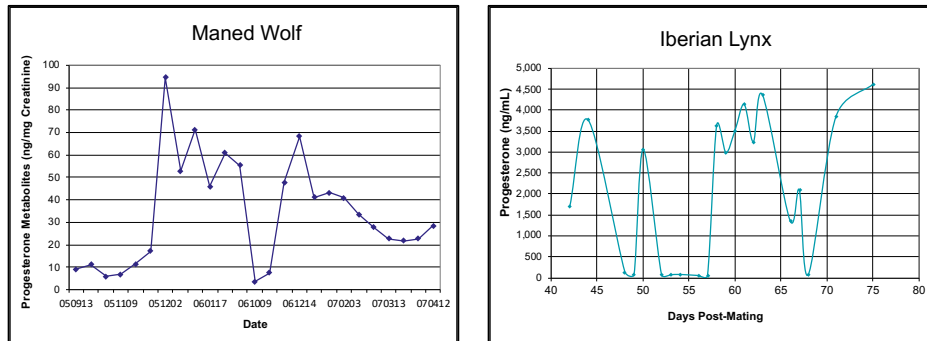 Maned Wolf
Progesterone Metabolites (ng/mg Creatinine)
100
90
80
70
60
50
40
30
20
10
0
050913 051109 051202 060117 061009 061214 070203 070313 070412
Date
Iberian Lynx
Progesterone (ng/mL)
5,000
4,500
4,000
3,500
3,000
2,500
2,000
1,500
1,000
500
0
40 45 50 55 60 65 70 75 80
Days Post-Mating